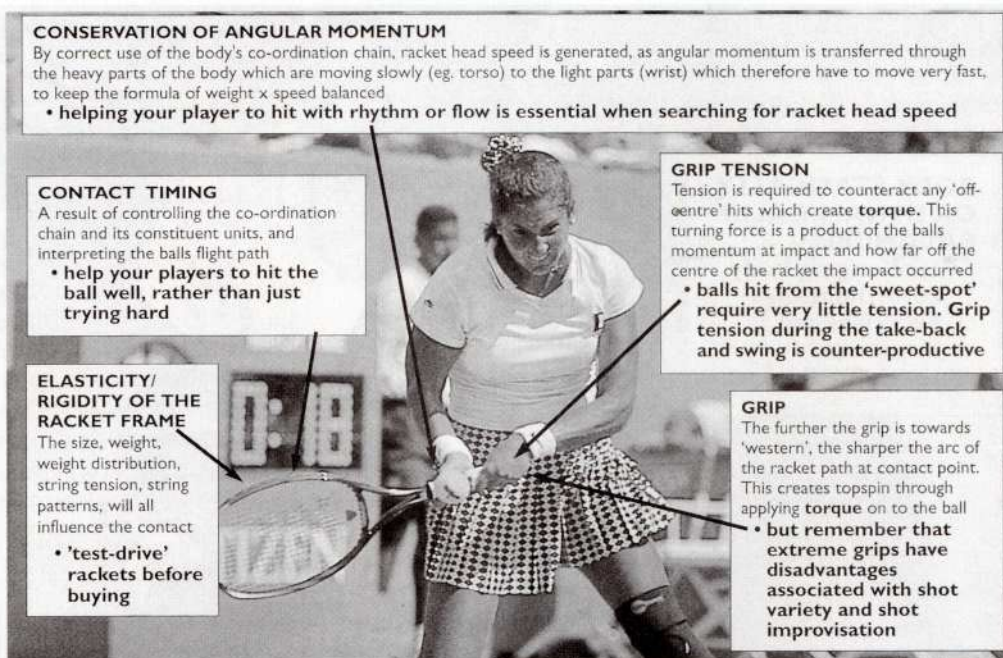 CONSERVATION OF ANGULAR MOMENTUM
By correct use of the body's co-ordination chain, racket head speed is generated, as angular momentum is transferred through
the heavy parts of the body which are moving slowly (eg. torso) to the light parts (wrist) which therefore have to move very fast,
to keep the formula of weight x speed balanced
• helping your player to hit with rhythm or flow is essential when searching for racket head speed
CONTACT TIMING
A result of controlling the co-ordination
chain and its constituent units, and
interpreting the balls flight path
• help your players to hit the
ball well, rather than just
trying hard
ELASTICITY/
RIGIDITY OF THE
RACKET FRAME
The size, weight,
weight distribution,
string tension, string
patterns, will all
influence the contact
• 'test-drive'
rackets before
buying
0:18
GRIP TENSION
Tension is required to counteract any 'off-
centre' hits which create torque. This
turning force is a product of the balls
momentum at impact and how far off the
centre of the racket the impact occurred
• balls hit from the 'sweet-spot'
require very little tension. Grip
tension during the take-back
and swing is counter-productive
GRIP
The further the grip is towards
'western', the sharper the arc of
the racket path at contact point.
This creates topspin through
applying torque on to the ball
• but remember that
extreme grips have
disadvantages
associated with shot
variety and shot
improvisation